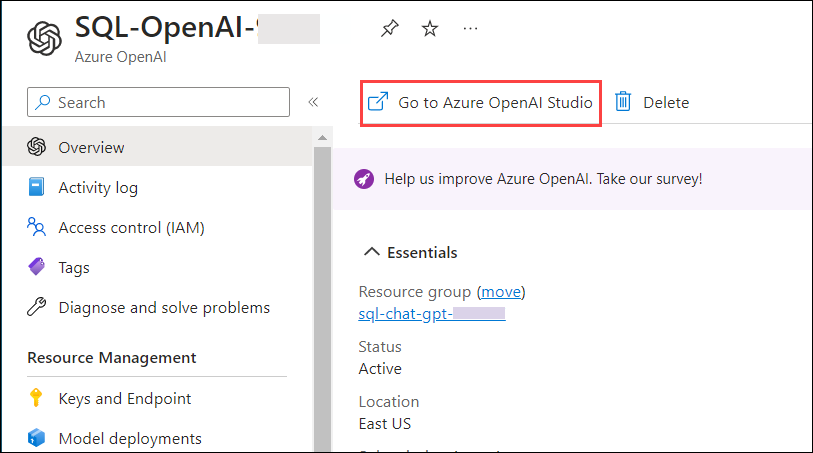 SQL-OpenAI-
Azure OpenAI
Search
Go to Azure OpenAI Studio
Delete
Overview
Activity log
Access control (IAM)
Tags
Diagnose and solve problems
Resource Management
Keys and Endpoint
Model deployments
Help us improve Azure OpenAI. Take our survey!
Essentials
Resource group (move)
sql-chat-gpt-
Status
Active
Location
East US